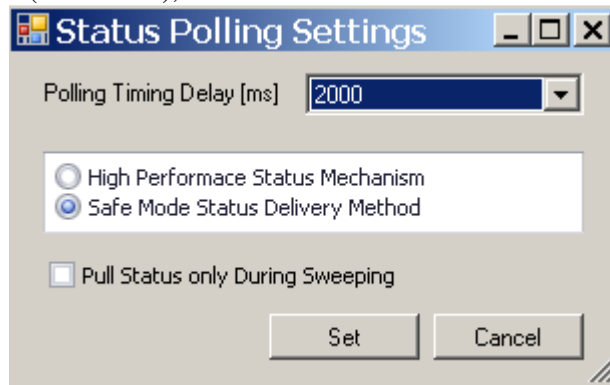 Status Polling Settings
Polling Timing Delay [ms] 2000
High Performace Status Mechanism
Safe Mode Status Delivery Method
Pull Status only During Sweeping
Set Cancel